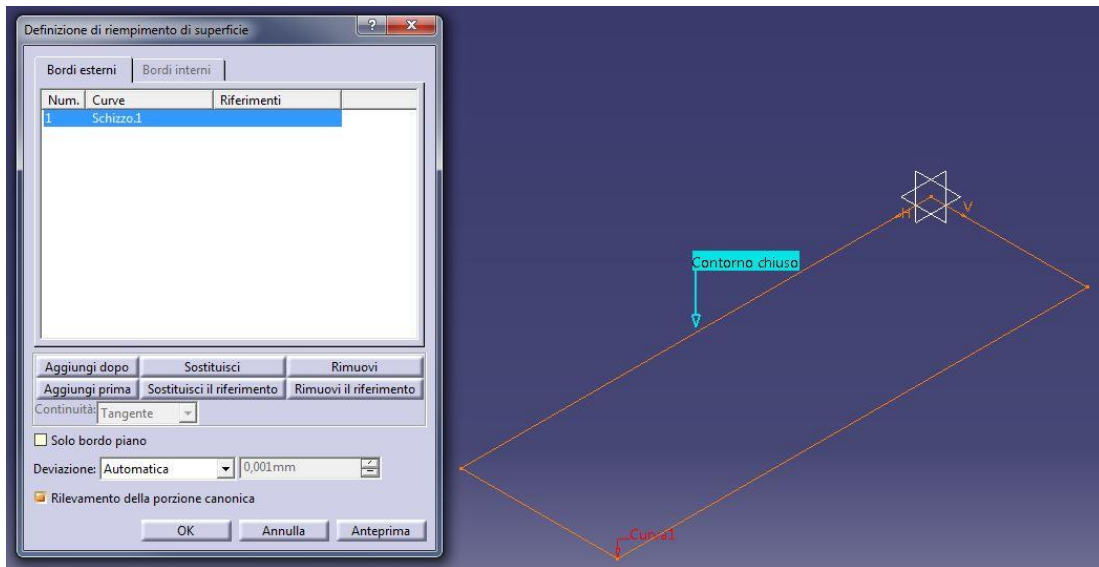 Definizione di riempimento di superficie
Bordi esterni Bordi interni
Num. Curve Riferimenti
1 Schizzo.1
Aggiungi dopo Sostituisci Rimuovi
Aggiungi prima Sostituisci il riferimento Rimuovi il riferimento
Continuità: Tangente
Solo bordo piano
Deviazione: Automatica 0,001mm
Rilevamento della porzione canonica
OK Annulla Anteprima
H V
Contorno chiuso
Curva1